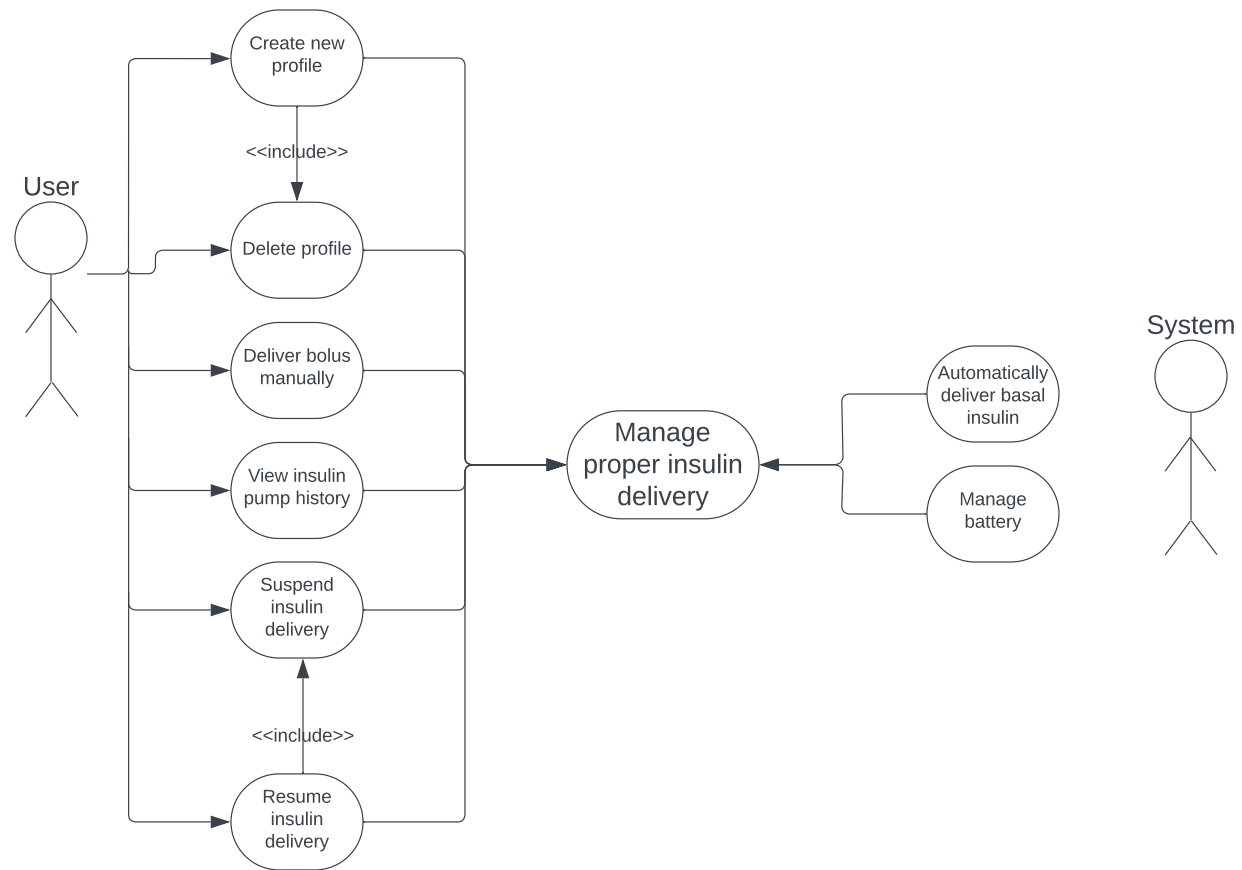 Create new
profile
<<include>>
User
Delete profile
Deliver bolus
manually
View insulin
pump history
Suspend
insulin
delivery
<<include>>
Resume
insulin
delivery
Manage
proper insulin
delivery
Automatically
deliver basal
insulin
Manage
battery
System